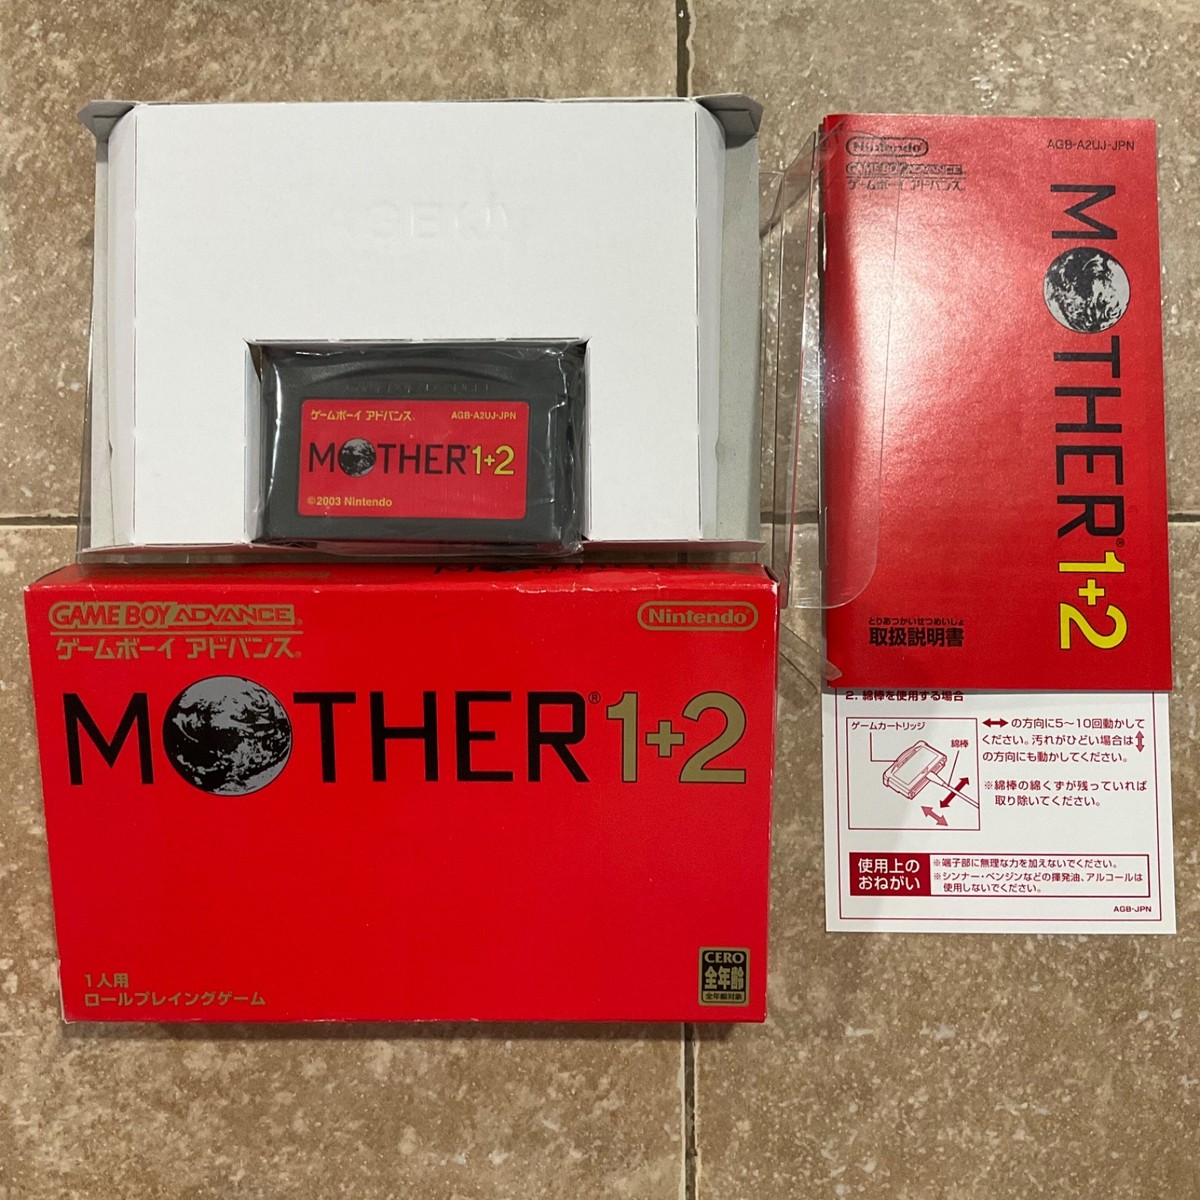 ゲームボーイ アドバンス
AGB-A2UJ-JPN
MOTHER® 1+2
©2003 Nintendo
GAME BOY ADVANCE®
ゲームボーイ アドバンス®
Nintendo®
MOTHER® 1+2
1人用
ロールプレイングゲーム
CERO
全年齢
全年齢対象
Nintendo®
AGB-A2UJ-JPN
GAME BOY ADVANCE
ゲームボーイ アドバンス
MOTHER® 1+2
とりあつかいせつめいしょ
取扱説明書
2. 綿棒を使用する場合
ゲームカートリッジ
綿棒
↔の方向に5〜10回動かして
ください。汚れがひどい場合は↕
の方向にも動かしてください。
※綿棒の綿くずが残っていれば
取り除いてください。
使用上の
おねがい
※端子部に無理な力を加えないでください。
※シンナー・ベンジンなどの揮発油、アルコールは
使用しないでください。
AGB-JPN